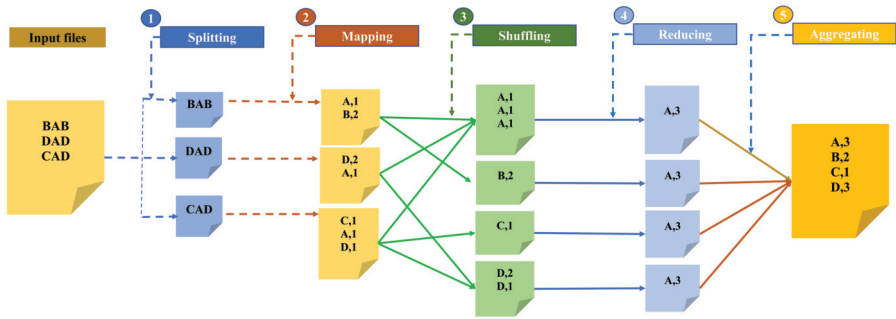 1
2
3
4
5
Input files
Splitting
Mapping
Shuffling
Reducing
Aggregating
BAB
DAD
CAD
BAB
DAD
CAD
A,1
B,2
D,2
A,1
C,1
A,1
D,1
A,1
A,1
A,1
B,2
C,1
D,2
D,1
A,3
A,3
A,3
A,3
A,3
B,2
C,1
D,3